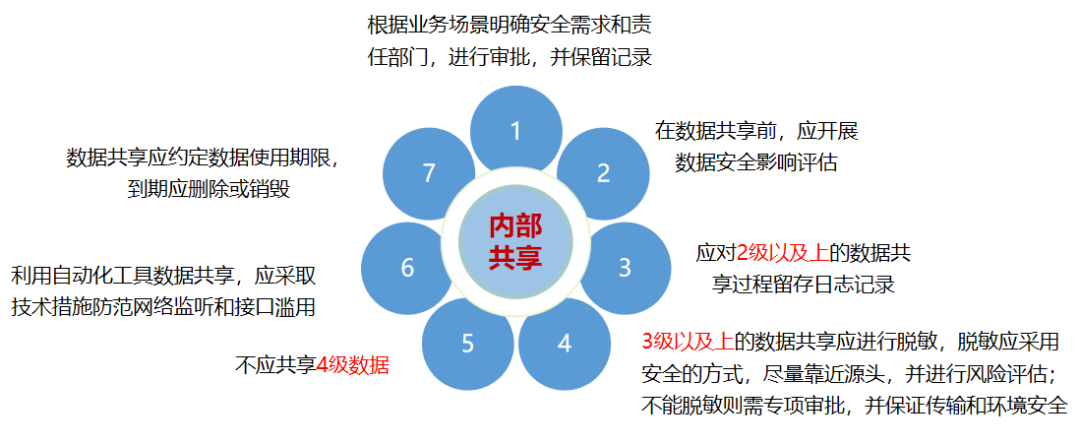 根据业务场景明确安全需求和责
任部门，进行审批，并保留记录
1
在数据共享前，应开展
数据安全影响评估
2
应对2级以及上的数据共
享过程留存日志记录
3
3级以及上的数据共享应进行脱敏，脱敏应采用
安全的方式，尽量靠近源头，并进行风险评估；
不能脱敏则需专项审批，并保证传输和环境安全
4
不应共享4级数据
5
利用自动化工具数据共享，应采取
技术措施防范网络监听和接口滥用
6
数据共享应约定数据使用期限，
到期应删除或销毁
7
内部
共享